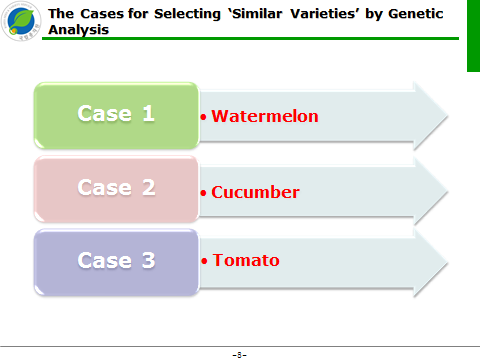 The Cases for Selecting ‘Similar Varieties’ by Genetic
Analysis
Case 1
• Watermelon
Case 2
• Cucumber
Case 3
• Tomato
-8-